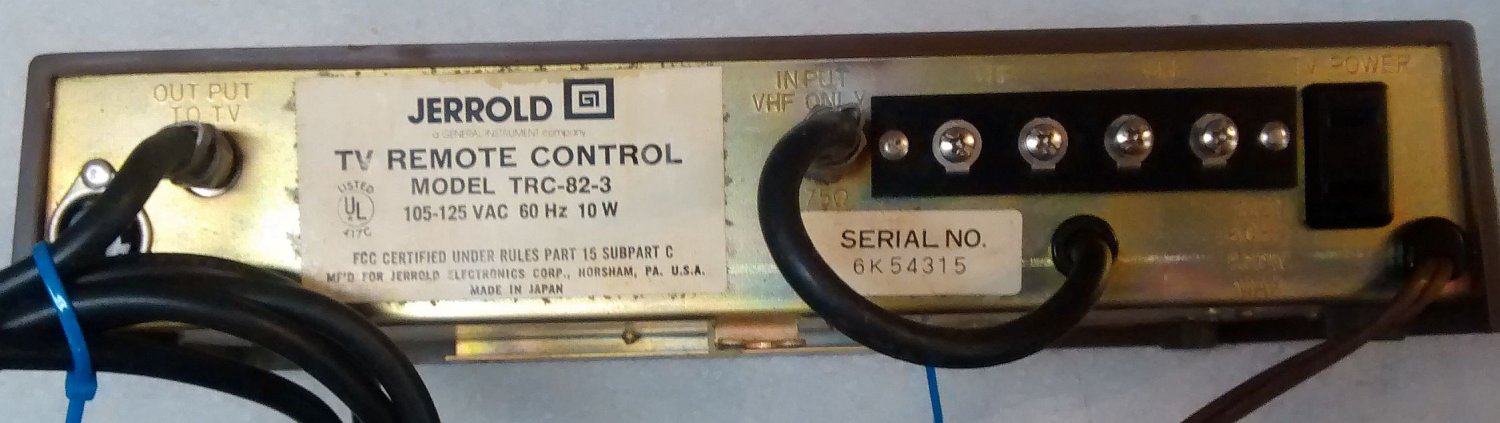 OUT PUT
TO TV
JERROLD GI
a GENERAL INSTRUMENT company
TV REMOTE CONTROL
MODEL TRC-82-3
LISTED
UL
105-125 VAC 60 Hz 10 W
FCC CERTIFIED UNDER RULES PART 15 SUBPART C
MF'D FOR JERROLD ELECTRONICS CORP., HORSHAM, PA. U.S.A.
MADE IN JAPAN
INPUT
VHF ONLY
75Ω
SERIAL NO.
6K54315
TV POWER